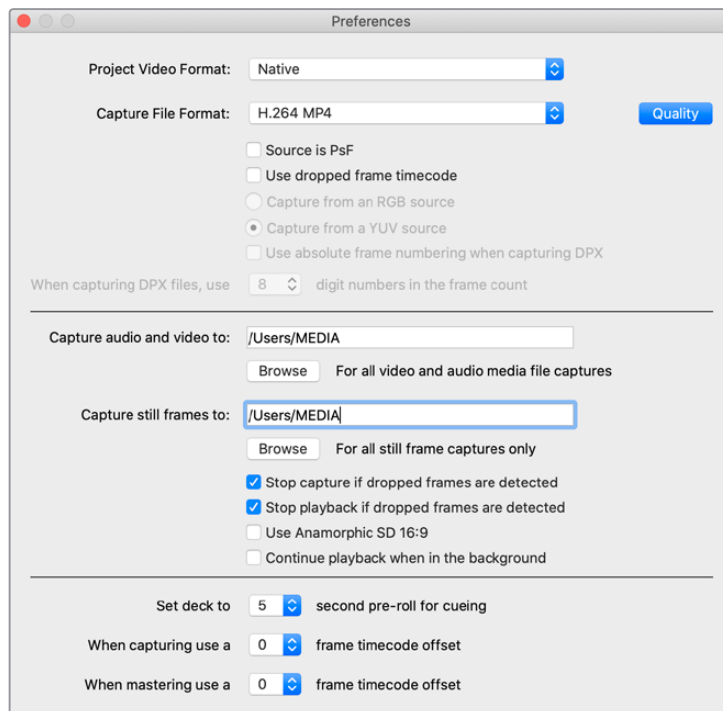 Preferences
Project Video Format: Native
Capture File Format: H.264 MP4 Quality
Source is PsF
Use dropped frame timecode
Capture from an RGB source
Capture from a YUV source
Use absolute frame numbering when capturing DPX
When capturing DPX files, use 8 digit numbers in the frame count
Capture audio and video to: /Users/MEDIA
Browse For all video and audio media file captures
Capture still frames to: /Users/MEDIA
Browse For all still frame captures only
Stop capture if dropped frames are detected
Stop playback if dropped frames are detected
Use Anamorphic SD 16:9
Continue playback when in the background
Set deck to 5 second pre-roll for cueing
When capturing use a 0 frame timecode offset
When mastering use a 0 frame timecode offset